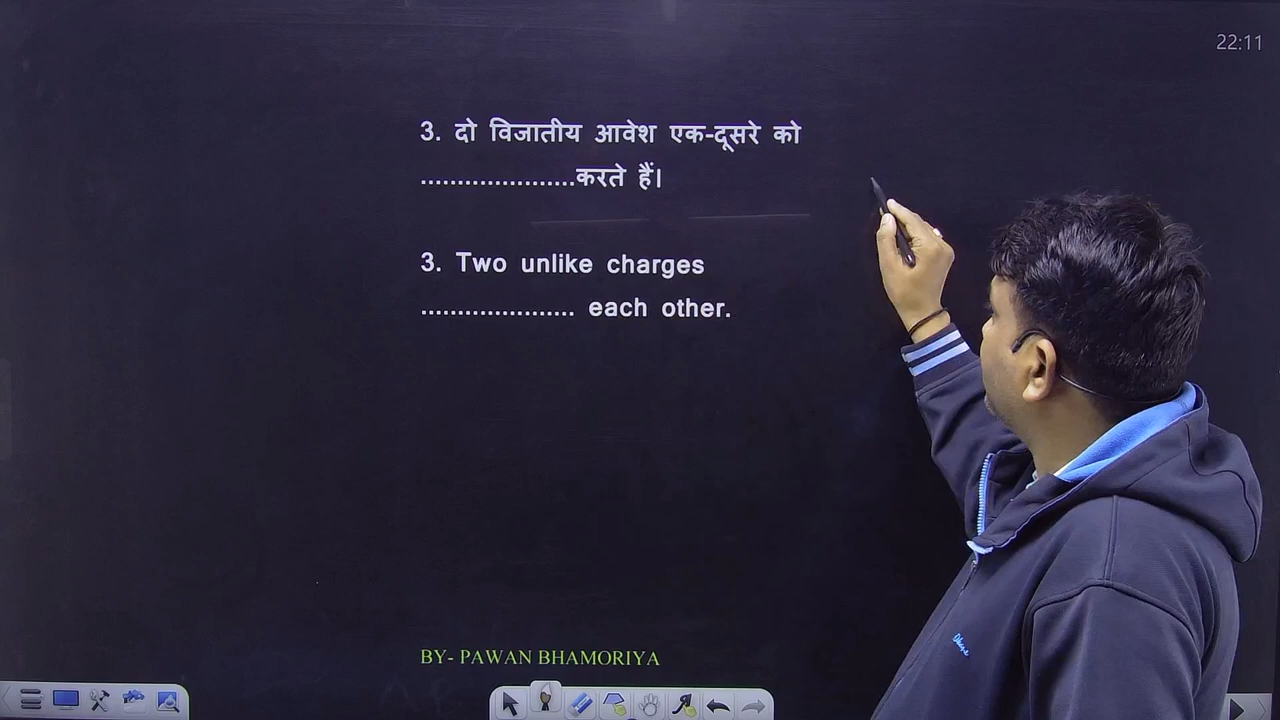 22:11
3. दो विजातीय आवेश एक-दूसरे को
.....................करते हैं।
3. Two unlike charges
..................... each other.
BY- PAWAN BHAMORIYA